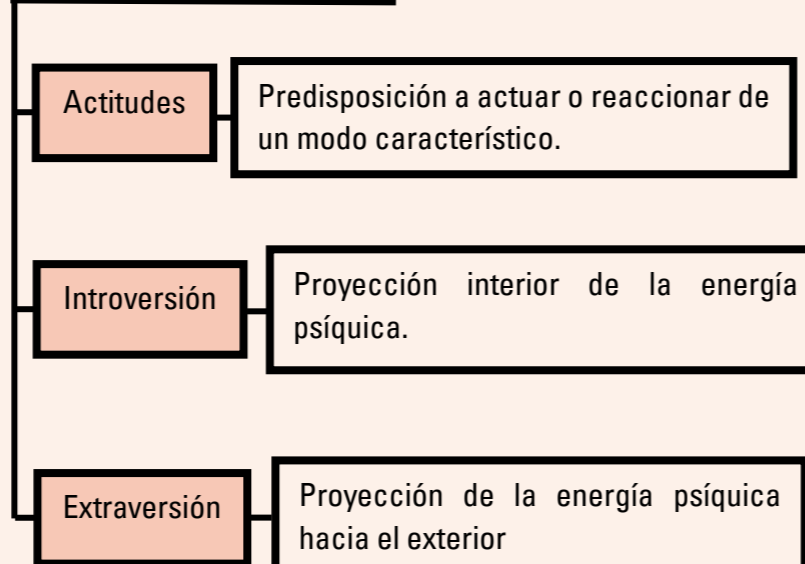 Actitudes
Predisposición a actuar o reaccionar de
un modo característico.
Introversión
Proyección interior de la energía
psíquica.
Extraversión
Proyección de la energía psíquica
hacia el exterior